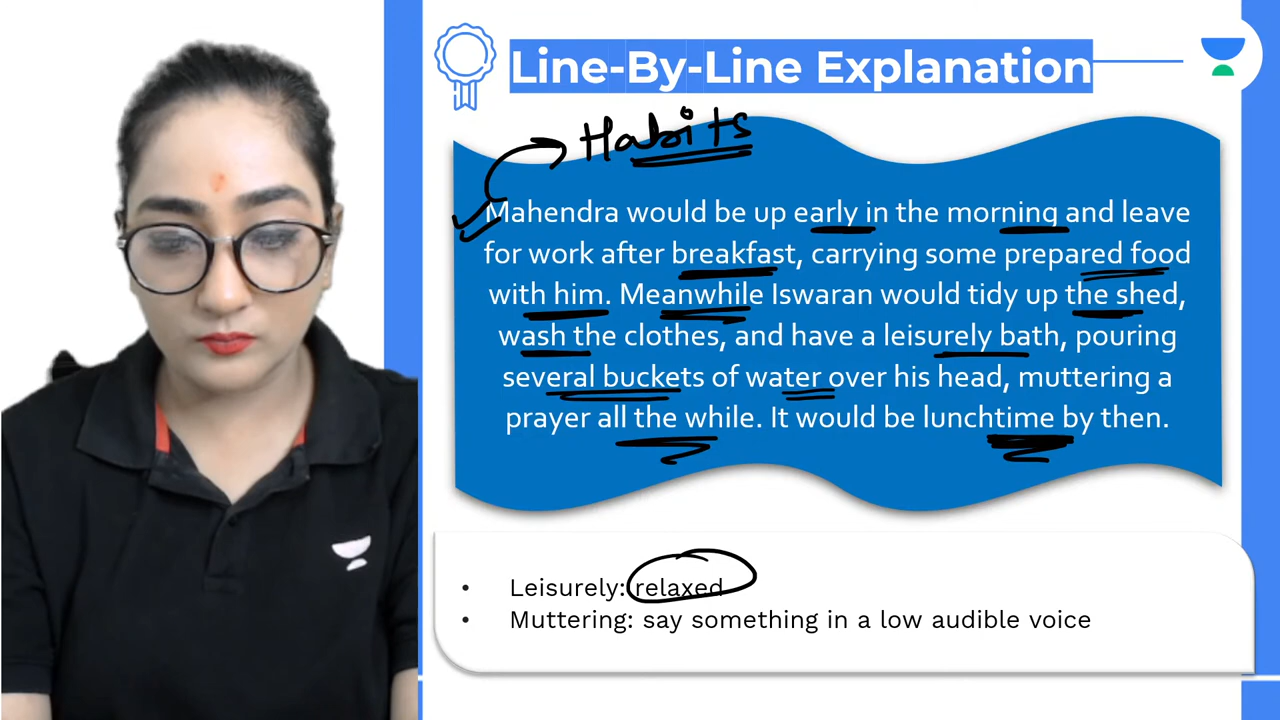 Line-By-Line Explanation
Habits
Mahendra would be up early in the morning and leave
for work after breakfast, carrying some prepared food
with him. Meanwhile Iswaran would tidy up the shed,
wash the clothes, and have a leisurely bath, pouring
several buckets of water over his head, muttering a
prayer all the while. It would be lunchtime by then.
• Leisurely: relaxed
• Muttering: say something in a low audible voice